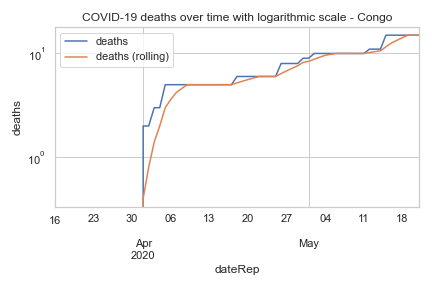 COVID-19 deaths over time with logarithmic scale - Congo
deaths
deaths (rolling)
10¹
10⁰
deaths
16 23 30 06 13 20 27 04 11 18
Apr May
2020
dateRep